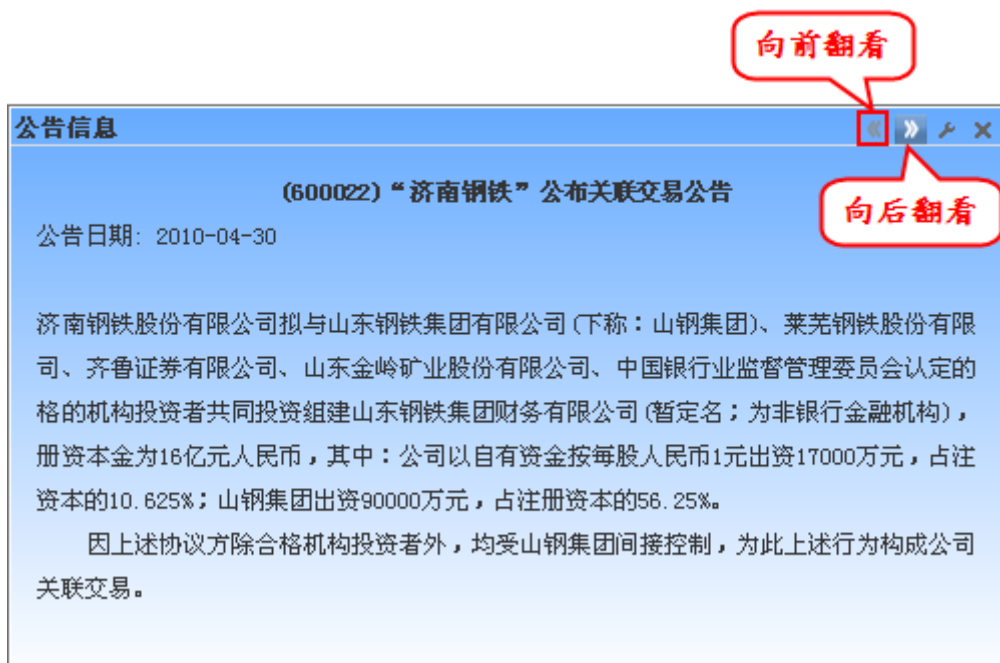 向前翻看
公告信息
向后翻看
(600022)“济南钢铁”公布关联交易公告
公告日期: 2010-04-30
济南钢铁股份有限公司拟与山东钢铁集团有限公司(下称：山钢集团)、莱芜钢铁股份有限
司、齐鲁证券有限公司、山东金岭矿业股份有限公司、中国银行业监督管理委员会认定的
格的机构投资者共同投资组建山东钢铁集团财务有限公司(暂定名；为非银行金融机构)，
册资本金为16亿元人民币，其中：公司以自有资金按每股人民币1元出资17000万元，占注
资本的10.625%；山钢集团出资90000万元，占注册资本的56.25%。
因上述协议方除合格机构投资者外，均受山钢集团间接控制，为此上述行为构成公司
关联交易。